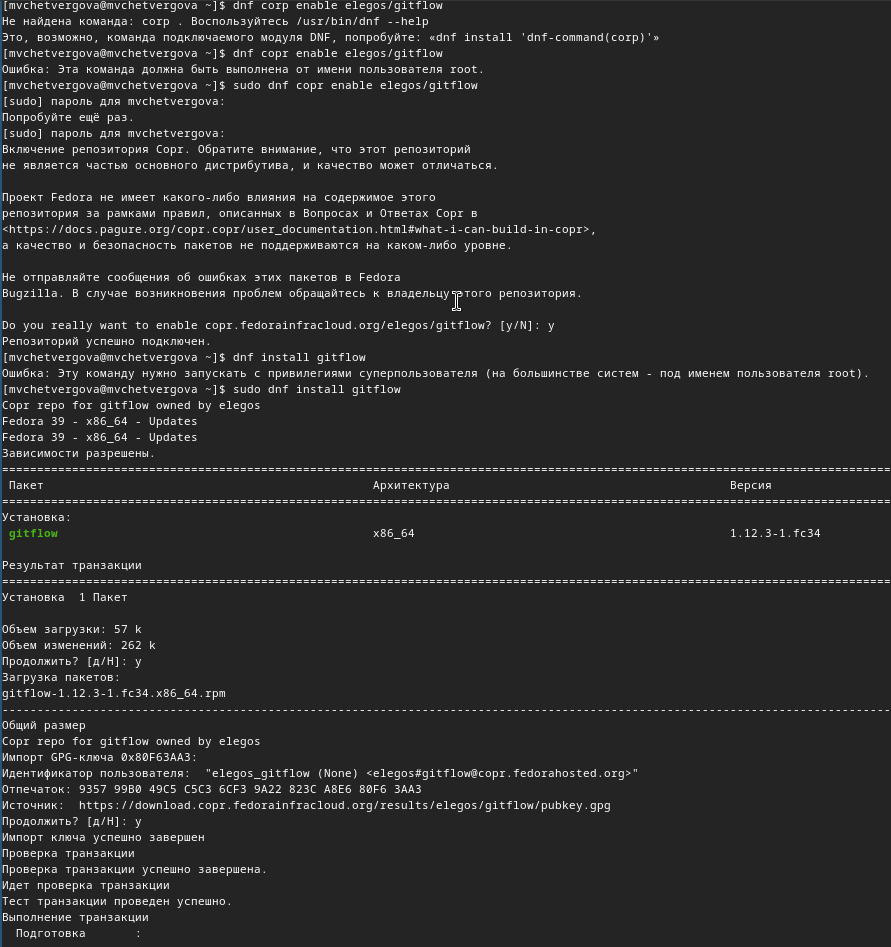 [mvchetvergova@mvchetvergova ~]$ dnf corp enable elegos/gitflow
Не найдена команда: corp . Воспользуйтесь /usr/bin/dnf --help
Это, возможно, команда подключаемого модуля DNF, попробуйте: «dnf install 'dnf-command(corp)'»
[mvchetvergova@mvchetvergova ~]$ dnf copr enable elegos/gitflow
Ошибка: Эта команда должна быть выполнена от имени пользователя root.
[mvchetvergova@mvchetvergova ~]$ sudo dnf copr enable elegos/gitflow
[sudo] пароль для mvchetvergova:
Попробуйте ещё раз.
[sudo] пароль для mvchetvergova:
Включение репозитория Copr. Обратите внимание, что этот репозиторий
не является частью основного дистрибутива, и качество может отличаться.
Проект Fedora не имеет какого-либо влияния на содержимое этого
репозитория за рамками правил, описанных в Вопросах и Ответах Copr в
<https://docs.pagure.org/copr.copr/user_documentation.html#what-i-can-build-in-copr>,
а качество и безопасность пакетов не поддерживаются на каком-либо уровне.
Не отправляйте сообщения об ошибках этих пакетов в Fedora
Bugzilla. В случае возникновения проблем обращайтесь к владельцу этого репозитория.
Do you really want to enable copr.fedorainfracloud.org/elegos/gitflow? [y/N]: y
Репозиторий успешно подключен.
[mvchetvergova@mvchetvergova ~]$ dnf install gitflow
Ошибка: Эту команду нужно запускать с привилегиями суперпользователя (на большинстве систем - под именем пользователя root).
[mvchetvergova@mvchetvergova ~]$ sudo dnf install gitflow
Copr repo for gitflow owned by elegos
Fedora 39 - x86_64 - Updates
Fedora 39 - x86_64 - Updates
Зависимости разрешены.
Пакет Архитектура Версия
Установка:
gitflow x86_64 1.12.3-1.fc34
Результат транзакции
Установка  1 Пакет
Объем загрузки: 57 k
Объем изменений: 262 k
Продолжить? [д/Н]: y
Загрузка пакетов:
gitflow-1.12.3-1.fc34.x86_64.rpm
Общий размер
Copr repo for gitflow owned by elegos
Импорт GPG-ключа 0x80F63AA3:
Идентификатор пользователя:  "elegos_gitflow (None) <elegos#gitflow@copr.fedorahosted.org>"
Отпечаток: 9357 99B0 49C5 C5C3 6CF3 9A22 823C A8E6 80F6 3AA3
Источник:  https://download.copr.fedorainfracloud.org/results/elegos/gitflow/pubkey.gpg
Продолжить? [д/Н]: y
Импорт ключа успешно завершен
Проверка транзакции
Проверка транзакции успешно завершена.
Идет проверка транзакции
Тест транзакции проведен успешно.
Выполнение транзакции
Подготовка       :